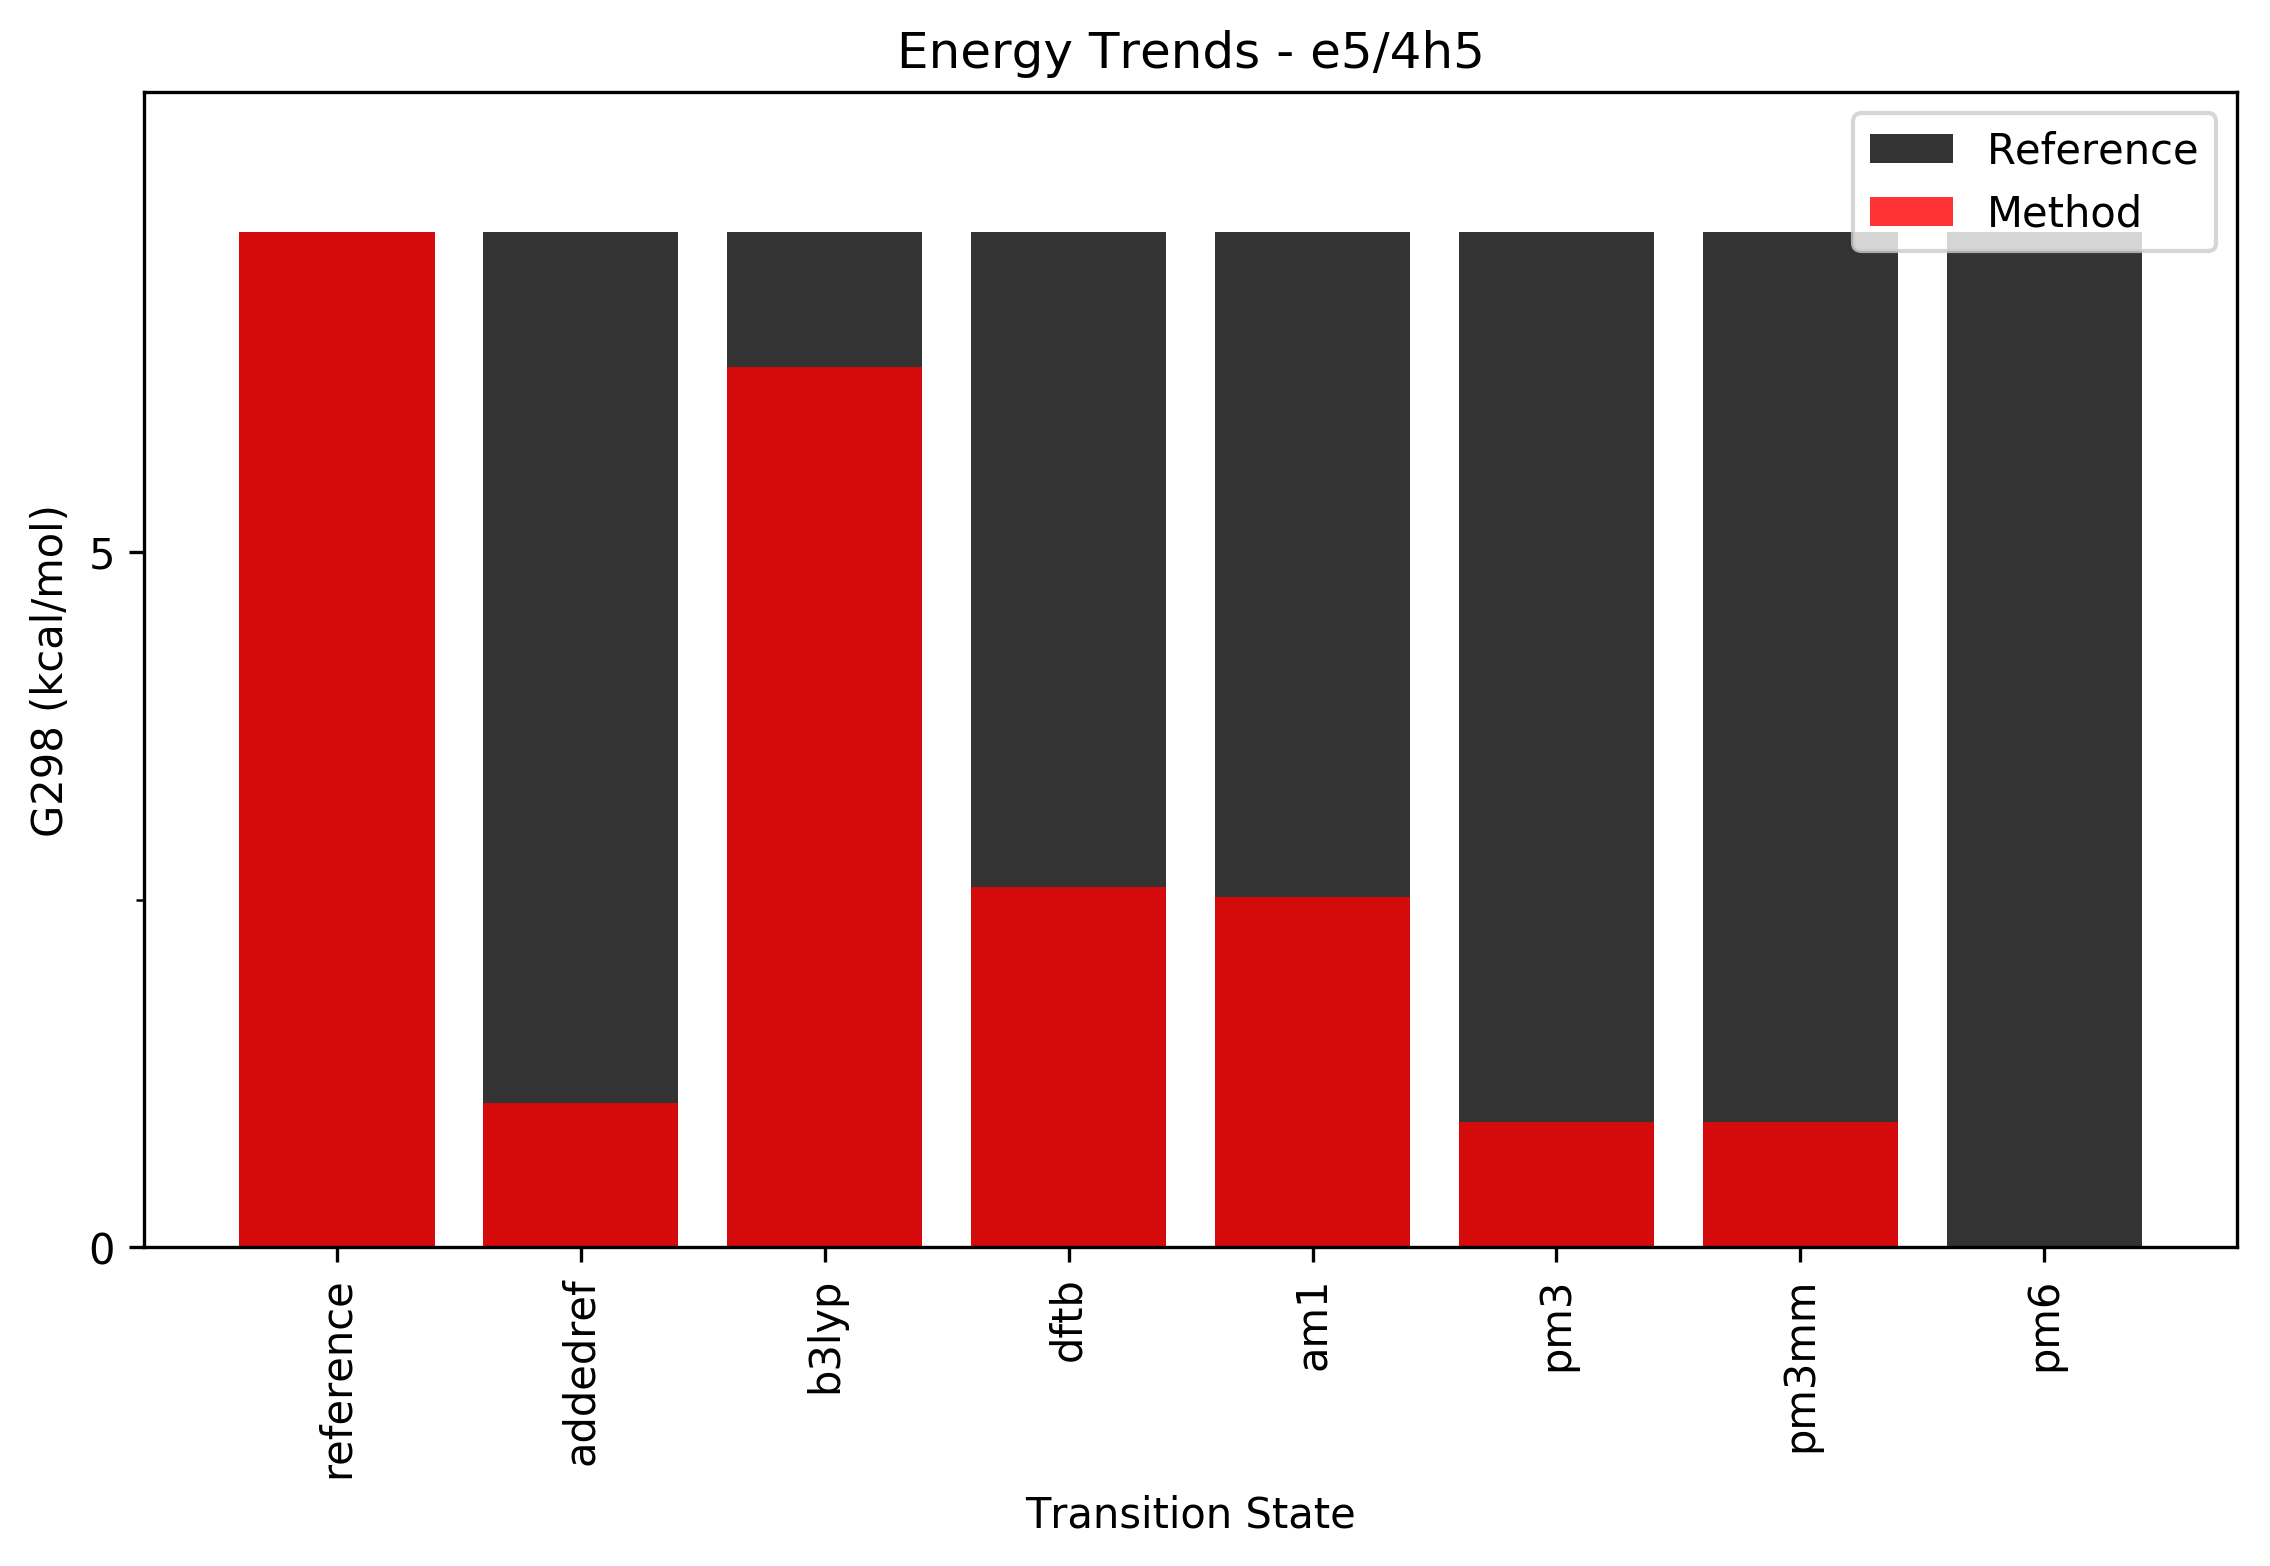 Energy Trends - e5/4h5
Reference
Method
G298 (kcal/mol)
5
0
reference
addedref
b3lyp
dftb
am1
pm3
pm3mm
pm6
Transition State